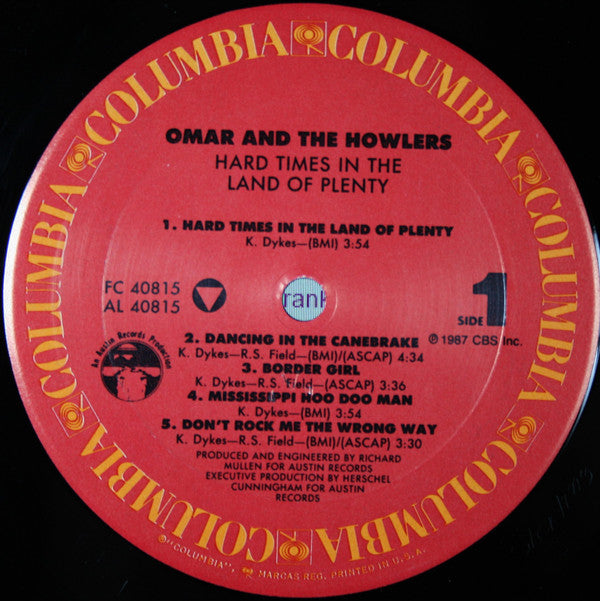 COLUMBIA COLUMBIA COLUMBIA COLUMBIA COLUMBIA COLUMBIA
OMAR AND THE HOWLERS
HARD TIMES IN THE
LAND OF PLENTY
1. HARD TIMES IN THE LAND OF PLENTY
K. Dykes—(BMI) 3:54
FC 40815
AL 40815
rank
SIDE 1
An Austin Records Production
2. DANCING IN THE CANEBRAKE
℗ 1987 CBS Inc.
K. Dykes—R.S. Field—(BMI)/(ASCAP) 4:34
3. BORDER GIRL
K. Dykes—R.S. Field—(ASCAP) 3:36
4. MISSISSIPPI HOO DOO MAN
K. Dykes—(BMI) 3:54
5. DON'T ROCK ME THE WRONG WAY
K. Dykes—R.S. Field—(BMI)/(ASCAP) 3:30
PRODUCED AND ENGINEERED BY RICHARD
MULLEN FOR AUSTIN RECORDS
EXECUTIVE PRODUCTION BY HERSCHEL
CUNNINGHAM FOR AUSTIN
RECORDS
"COLUMBIA", MARCAS REG. PRINTED IN U.S.A.